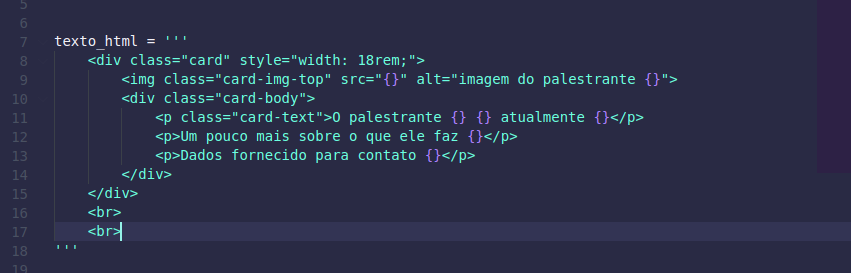 5
6
7 texto_html = '''
8 <div class="card" style="width: 18rem;">
9 <img class="card-img-top" src="{}" alt="imagem do palestrante {}">
10 <div class="card-body">
11 <p class="card-text">O palestrante {} {} atualmente {}</p>
12 <p>Um pouco mais sobre o que ele faz {}</p>
13 <p>Dados fornecido para contato {}</p>
14 </div>
15 </div>
16 <br>
17 <br>
18 '''
19